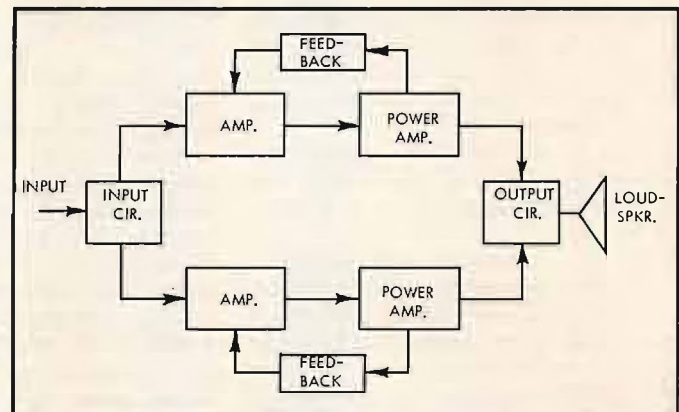 FEED-
BACK
AMP.
POWER
AMP.
INPUT
INPUT
CIR.
OUTPUT
CIR.
LOUD-
SPKR.
AMP.
POWER
AMP.
FEED-
BACK